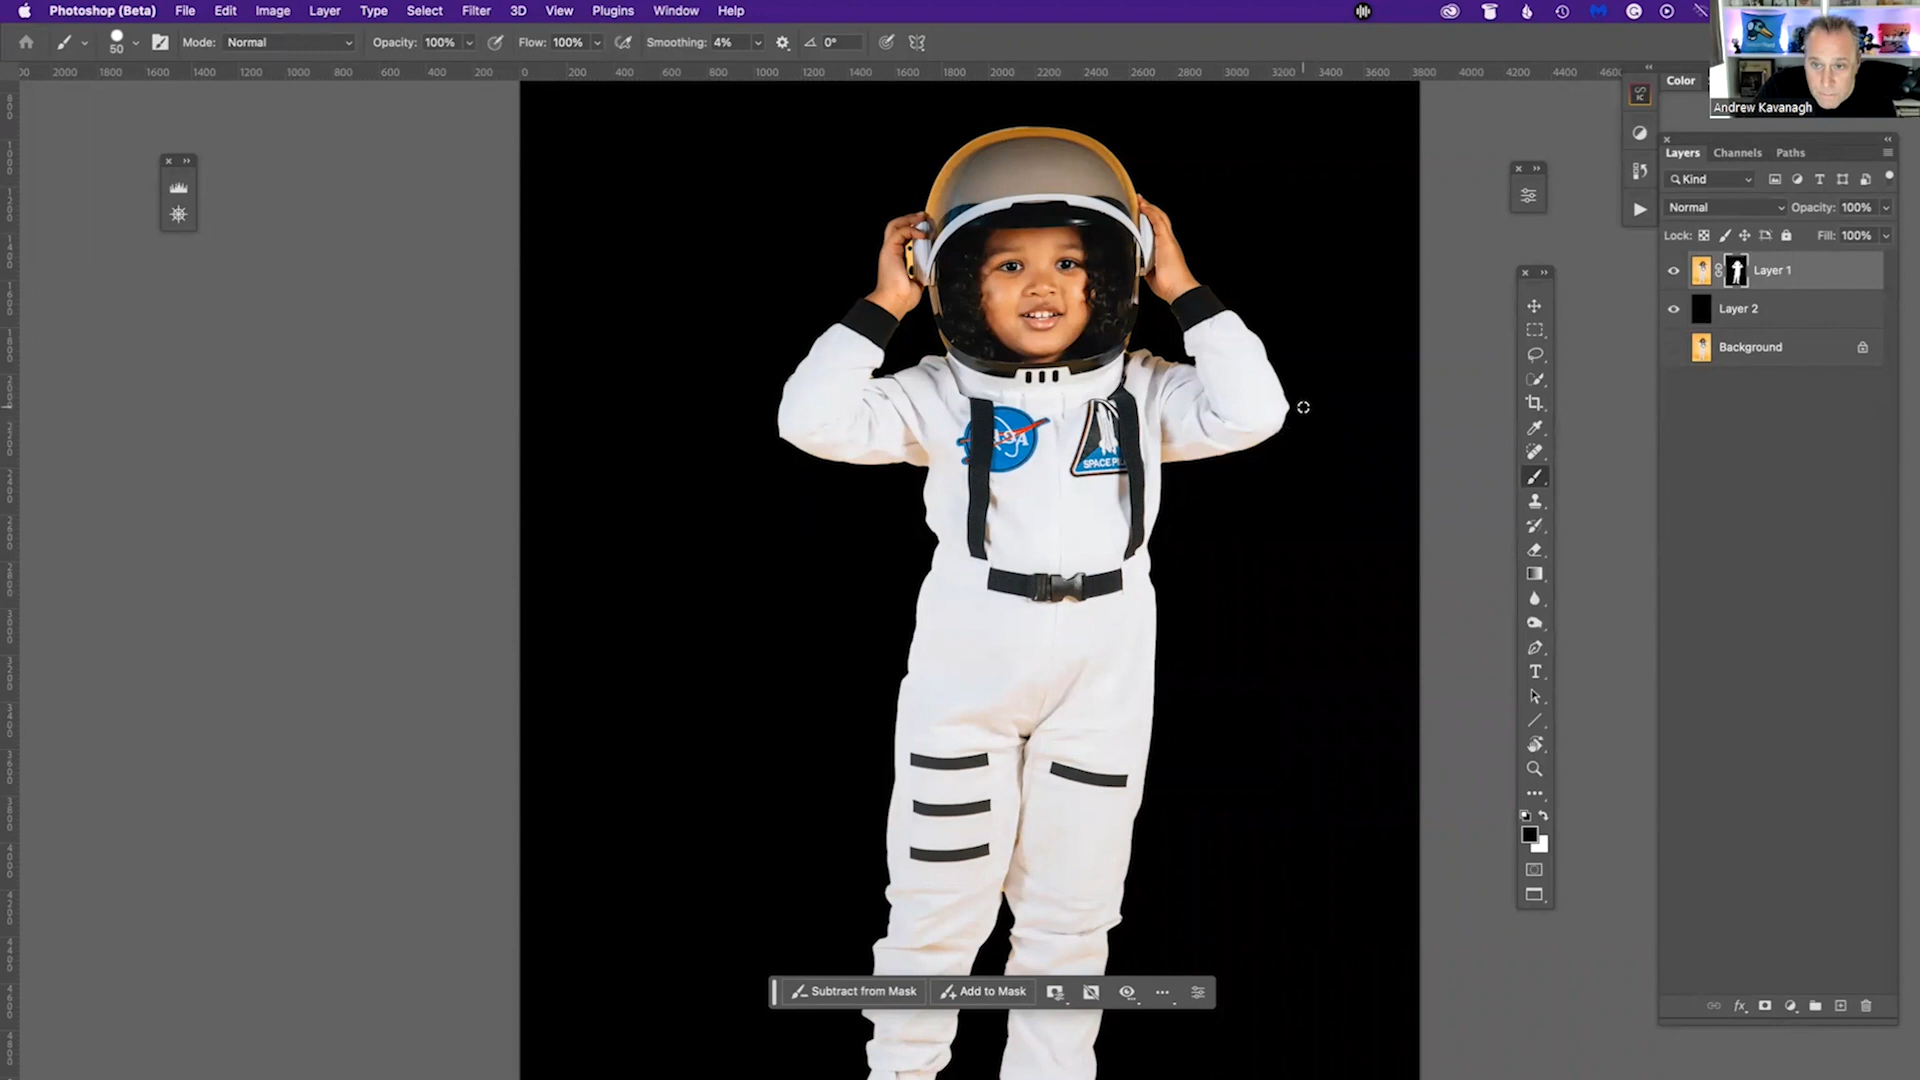 Photoshop (Beta) File Edit Image Layer Type Select Filter 3D View Plugins Window Help
50 Mode: Normal Opacity: 100% Flow: 100% Smoothing: 4% 0°
2000 1800 1600 1400 1200 1000 800 600 400 200 0 200 400 600 800 1000 1200 1400 1600 1800 2000 2200 2400 2600 2800 3000 3200 3400 3600 3800 4000 4200 4400
Andrew Kavanagh
Color
Layers Channels Paths
Kind
Normal Opacity: 100%
Lock: Fill: 100%
Layer 1
Layer 2
Background
NASA
SPACE
Subtract from Mask Add to Mask